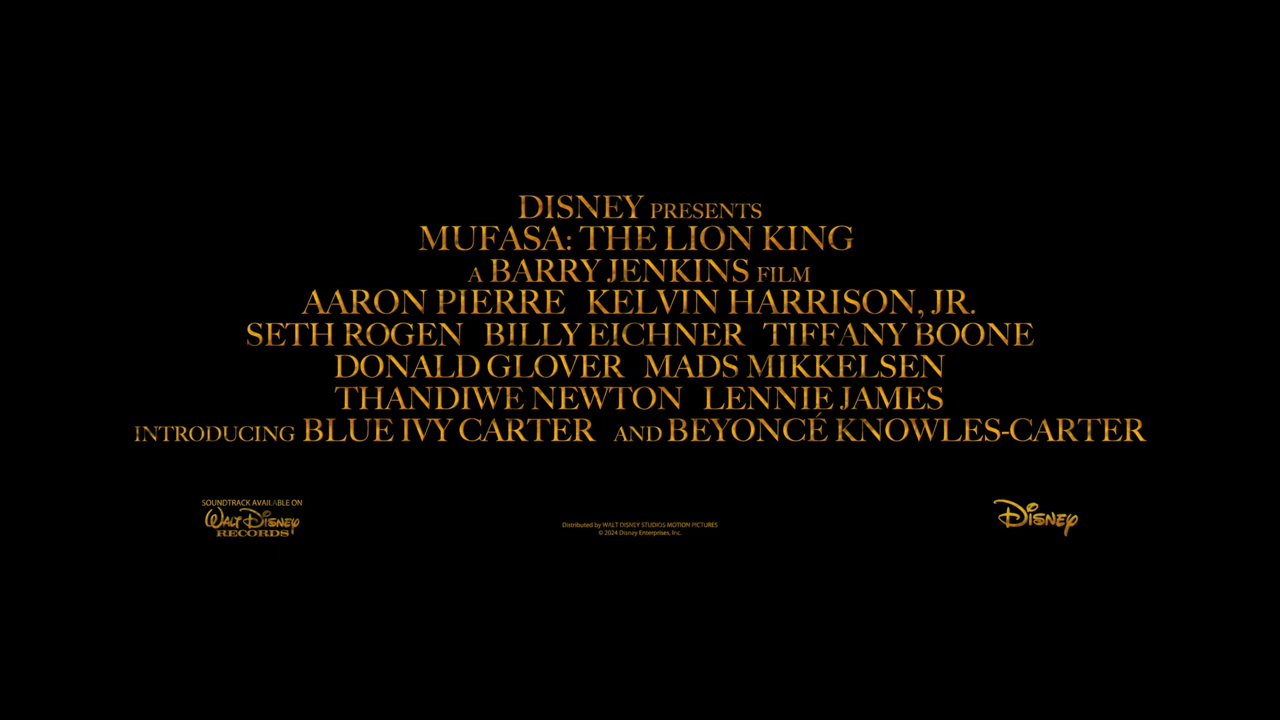 DISNEY PRESENTS
MUFASA: THE LION KING
A BARRY JENKINS FILM
AARON PIERRE KELVIN HARRISON, JR.
SETH ROGEN BILLY EICHNER TIFFANY BOONE
DONALD GLOVER MADS MIKKELSEN
THANDIWE NEWTON LENNIE JAMES
INTRODUCING BLUE IVY CARTER AND BEYONCÉ KNOWLES-CARTER
SOUNDTRACK AVAILABLE ON
WALT DISNEY
RECORDS
Distributed by WALT DISNEY STUDIOS MOTION PICTURES
© 2024 Disney Enterprises, Inc.
DISNEY